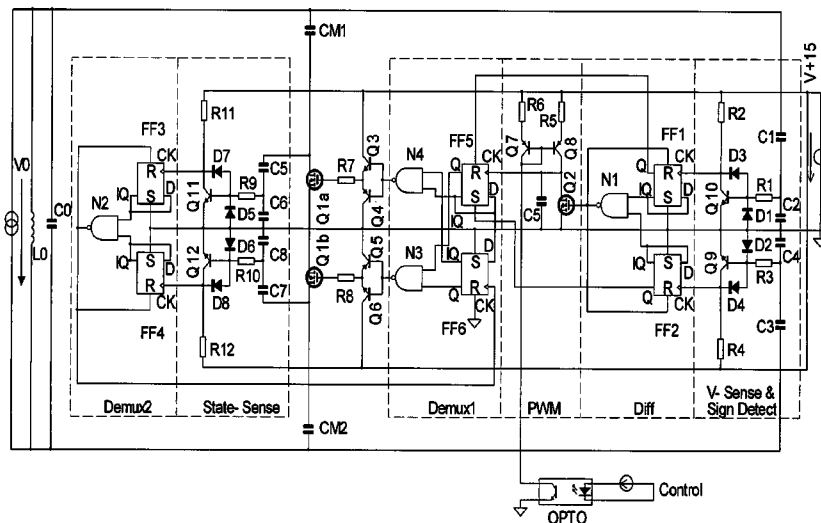 CM1
V+15
R11
R6
R5
R2
FF3
CK
D7
C5
Q3
R7
N4
FF5
CK
Q7
Q8
FF1
CK
D3
C1
V0
C0
L0
N2
R
S
D
IQ
Q11
R9
D5
C6
Q1a
Q4
Q
R
S
D
IQ
C5
Q2
N1
Q
R
S
D
IQ
Q10
R1
D1
C2
IQ
S
D
R
Q12
D6
R10
C8
Q1b
Q5
N3
IQ
S
D
Q
R
IQ
S
D
Q
R
Q9
D2
R3
C4
CK
FF4
D8
C7
R8
Q6
CK
FF6
CK
FF2
D4
C3
R12
R4
Demux2
State- Sense
Demux1
PWM
Diff
V- Sense &
Sign Detect
CM2
Control
OPTO